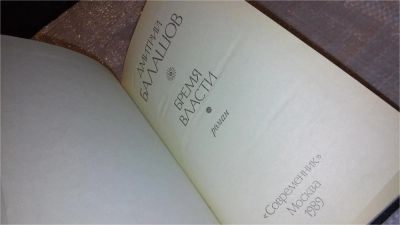 ДМИТРИЙ
БАЛАШОВ
БРЕМЯ
ВЛАСТИ
роман
«Современник»
Москва
1989